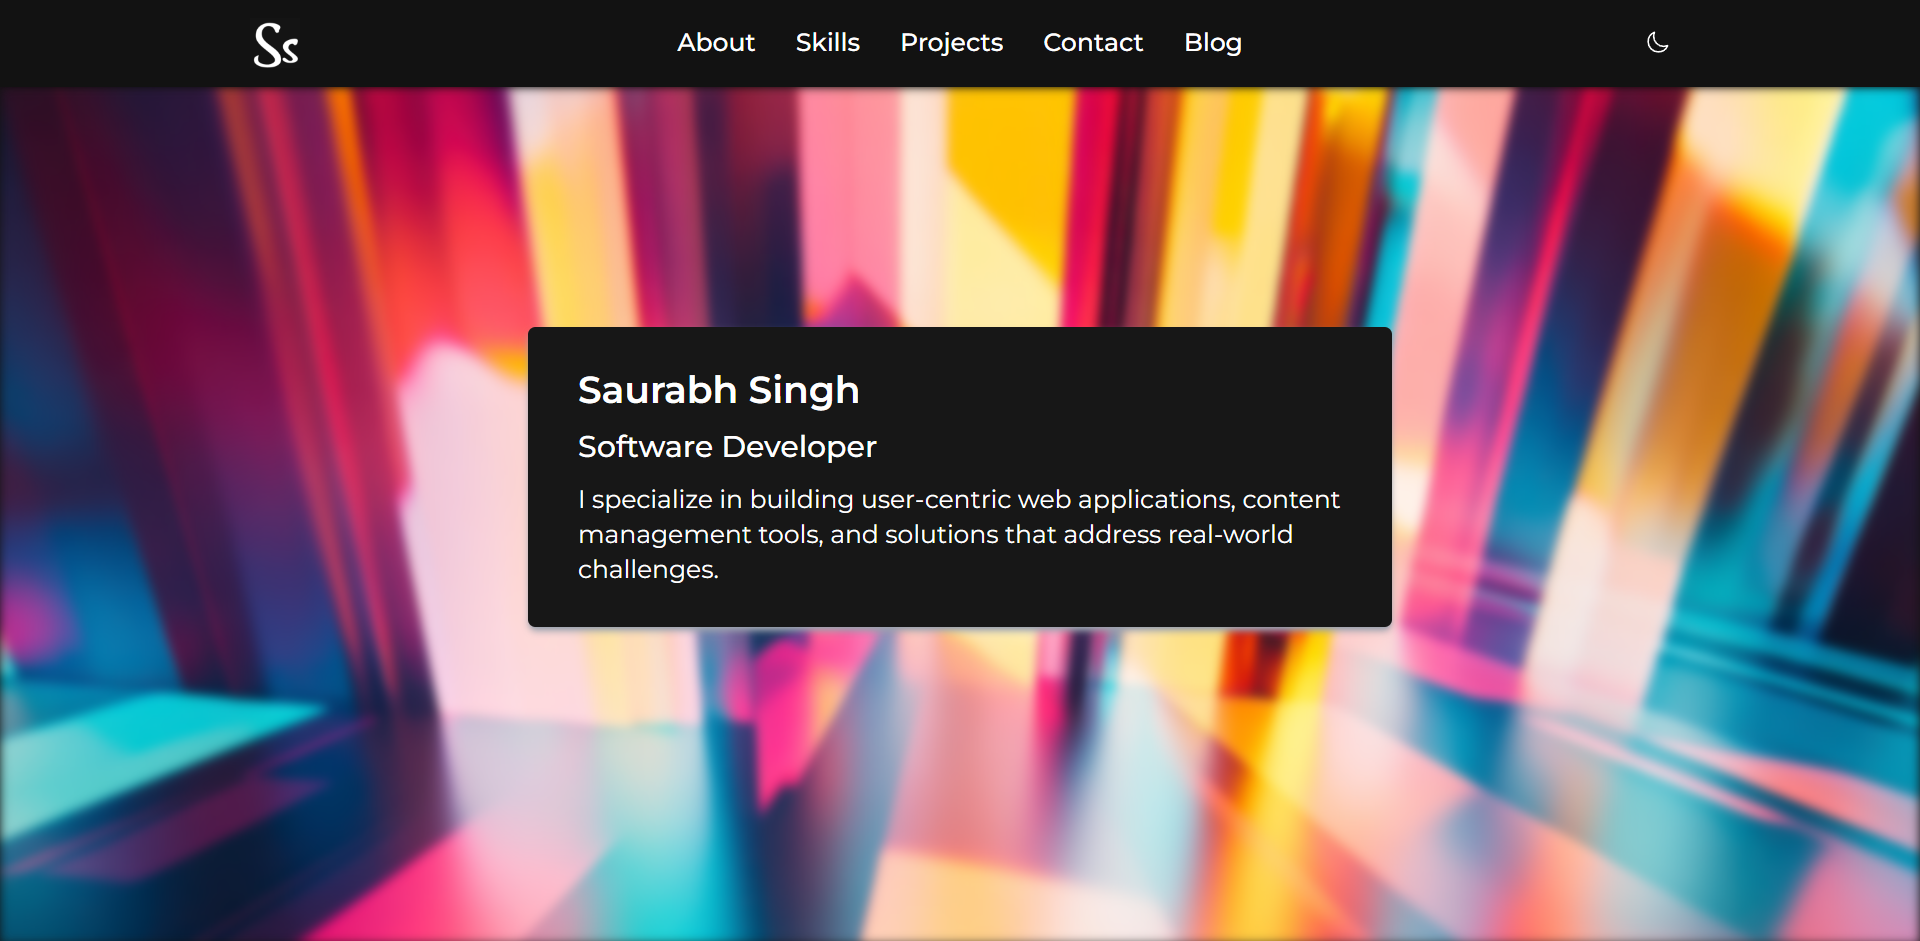 Ss
About Skills Projects Contact Blog
Saurabh Singh
Software Developer
I specialize in building user-centric web applications, content
management tools, and solutions that address real-world
challenges.